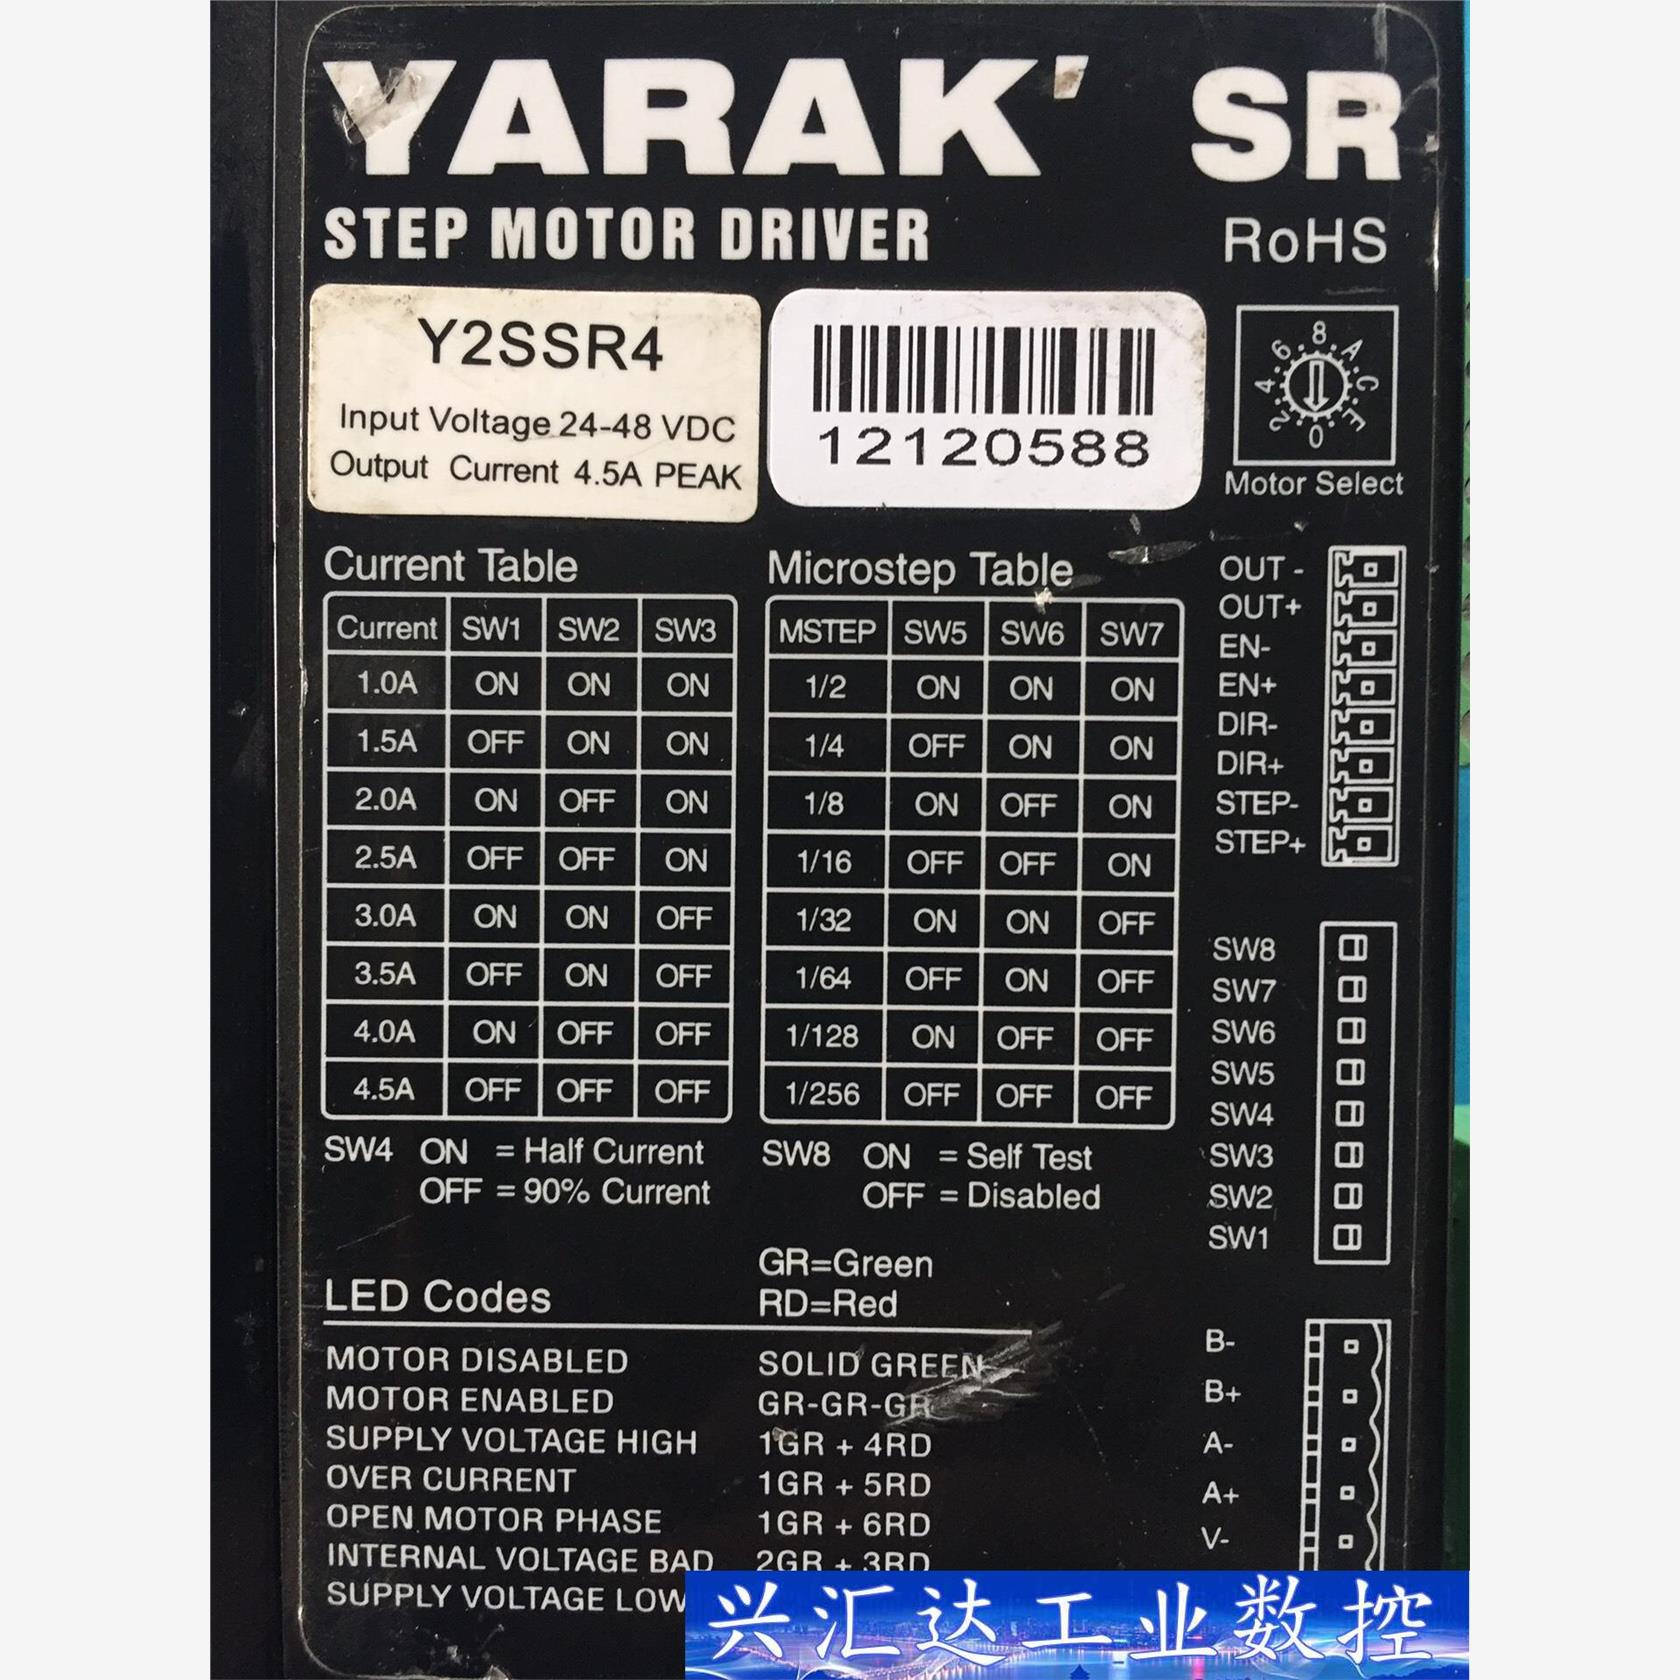 YARAK' SR
STEP MOTOR DRIVER
RoHS
Y2SSR4
Input Voltage 24-48 VDC
Output Current 4.5A PEAK
12120588
0 2 4 6 8 A C E
Motor Select
Current Table
Current SW1 SW2 SW3
1.0A ON ON ON
1.5A OFF ON ON
2.0A ON OFF ON
2.5A OFF OFF ON
3.0A ON ON OFF
3.5A OFF ON OFF
4.0A ON OFF OFF
4.5A OFF OFF OFF
SW4 ON = Half Current
OFF = 90% Current
Microstep Table
MSTEP SW5 SW6 SW7
1/2 ON ON ON
1/4 OFF ON ON
1/8 ON OFF ON
1/16 OFF OFF ON
1/32 ON ON OFF
1/64 OFF ON OFF
1/128 ON OFF OFF
1/256 OFF OFF OFF
SW8 ON = Self Test
OFF = Disabled
OUT -
OUT+
EN-
EN+
DIR-
DIR+
STEP-
STEP+
SW8
SW7
SW6
SW5
SW4
SW3
SW2
SW1
GR=Green
RD=Red
LED Codes
MOTOR DISABLED SOLID GREEN
MOTOR ENABLED GR-GR-GR
SUPPLY VOLTAGE HIGH 1GR + 4RD
OVER CURRENT 1GR + 5RD
OPEN MOTOR PHASE 1GR + 6RD
INTERNAL VOLTAGE BAD 2GR + 3RD
SUPPLY VOLTAGE LOW
B-
B+
A-
A+
V-
兴汇达工业数控